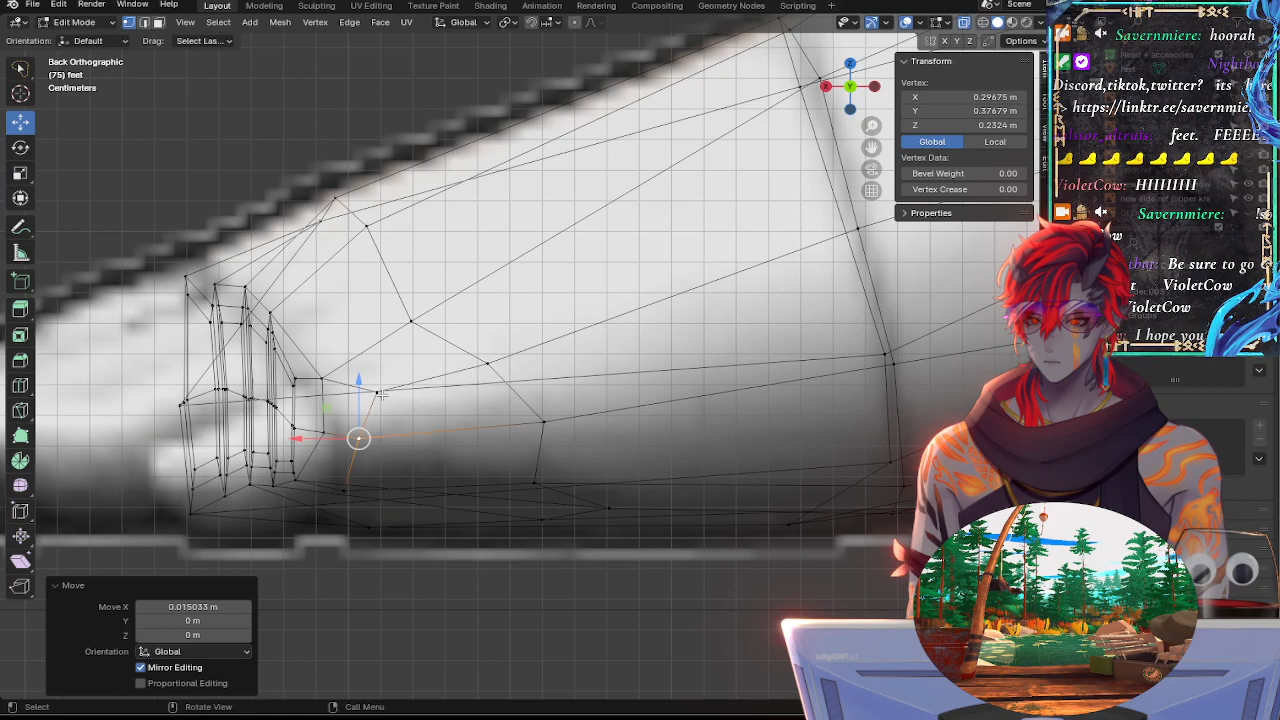 File Edit Render Window Help Layout Modeling Sculpting UV Editing Texture Paint Shading Animation Rendering Compositing Geometry Nodes Scripting Scene
Edit Mode View Select Add Mesh Vertex Edge Face UV Global
Orientation: Default Drag: Select Las... X Y Z Options
Back Orthographic
(75) feet
Centimeters
Transform
Vertex:
X 0.29675 m
Y 0.37679 m
Z 0.2324 m
Global Local
Vertex Data:
Bevel Weight 0.00
Vertex Crease 0.00
Properties
Savernmiere: hoorah
Discord,tiktok,twitter? its here
> https://linktr.ee/savernmie
feet. FEEEE
VioletCow: HIIIIIIII
Savernmiere:
Be sure to go
VioletCow
VioletCow
I hope you
Move
Move X 0.015033 m
Y 0 m
Z 0 m
Orientation Global
Mirror Editing
Proportional Editing
Select Rotate View Call Menu